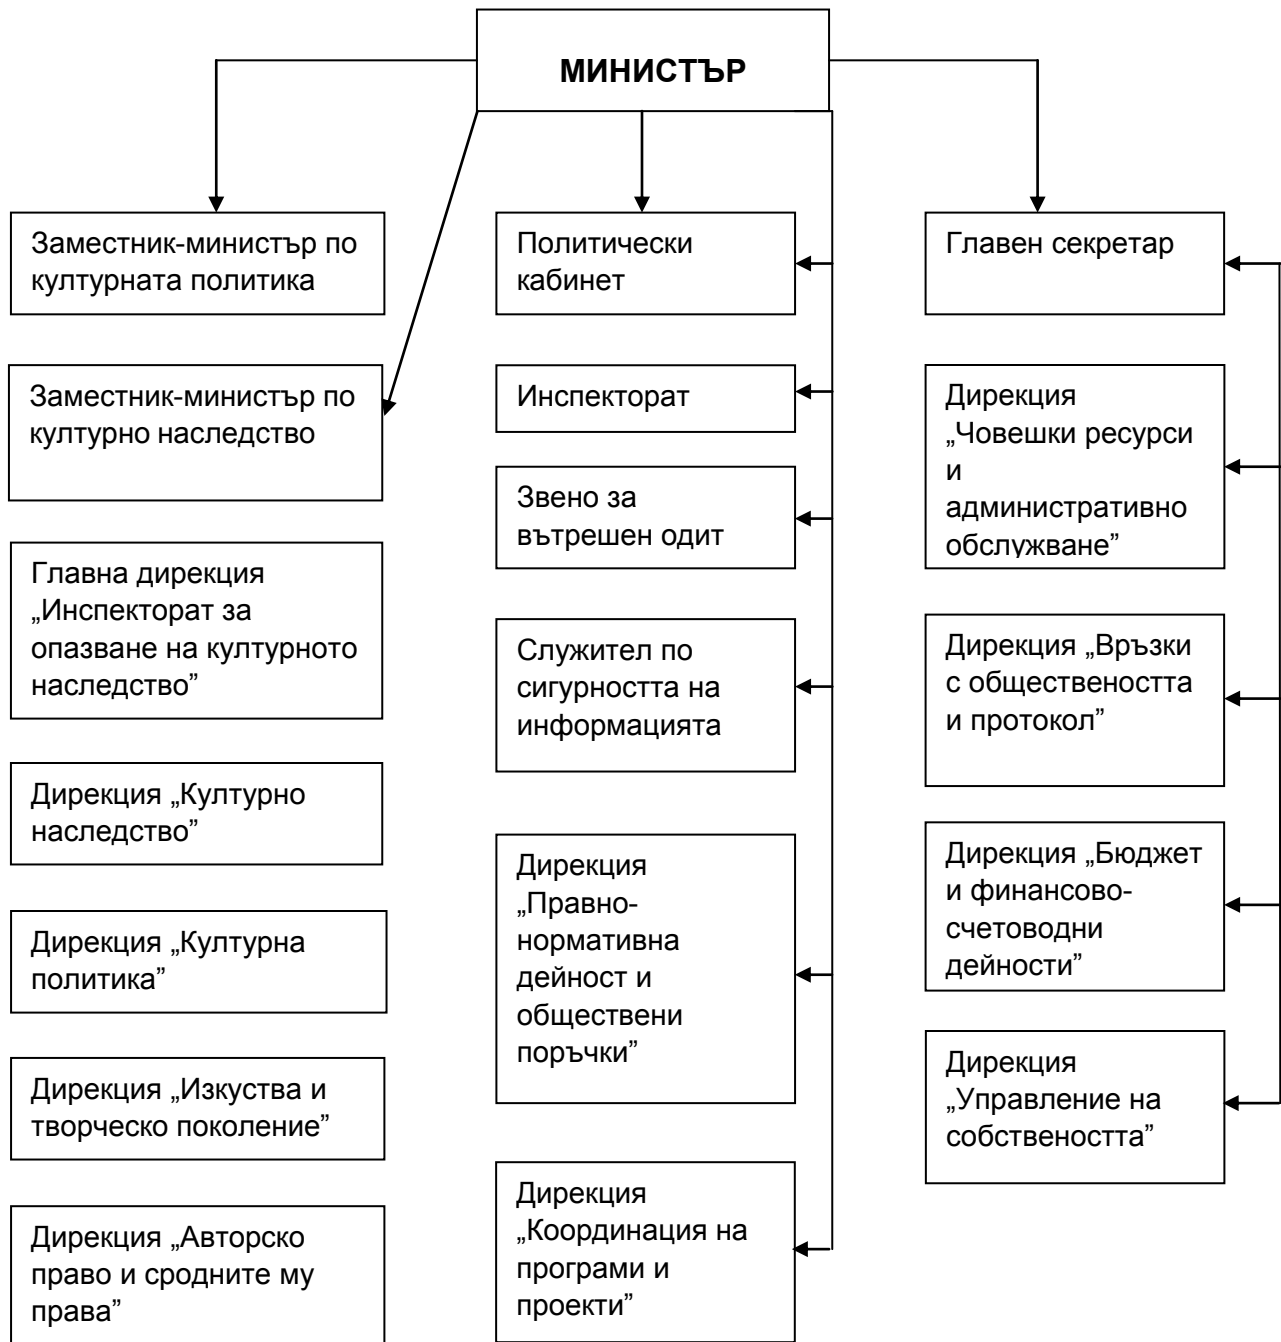 МИНИСТЪР
Заместник-министър по
културната политика
Заместник-министър по
културно наследство
Главна дирекция
„Инспекторат за
опазване на културното
наследство”
Дирекция „Културно
наследство”
Дирекция „Културна
политика”
Дирекция „Изкуства и
творческо поколение”
Дирекция „Авторско
право и сродните му
права”
Политически
кабинет
Инспекторат
Звено за
вътрешен одит
Служител по
сигурността на
информацията
Дирекция
„Правно-
нормативна
дейност и
обществени
поръчки”
Дирекция
„Координация на
програми и
проекти”
Главен секретар
Дирекция
„Човешки ресурси
и
административно
обслужване”
Дирекция „Връзки
с обществеността
и протокол”
Дирекция „Бюджет
и финансово-
счетоводни
дейности”
Дирекция
„Управление на
собствеността”